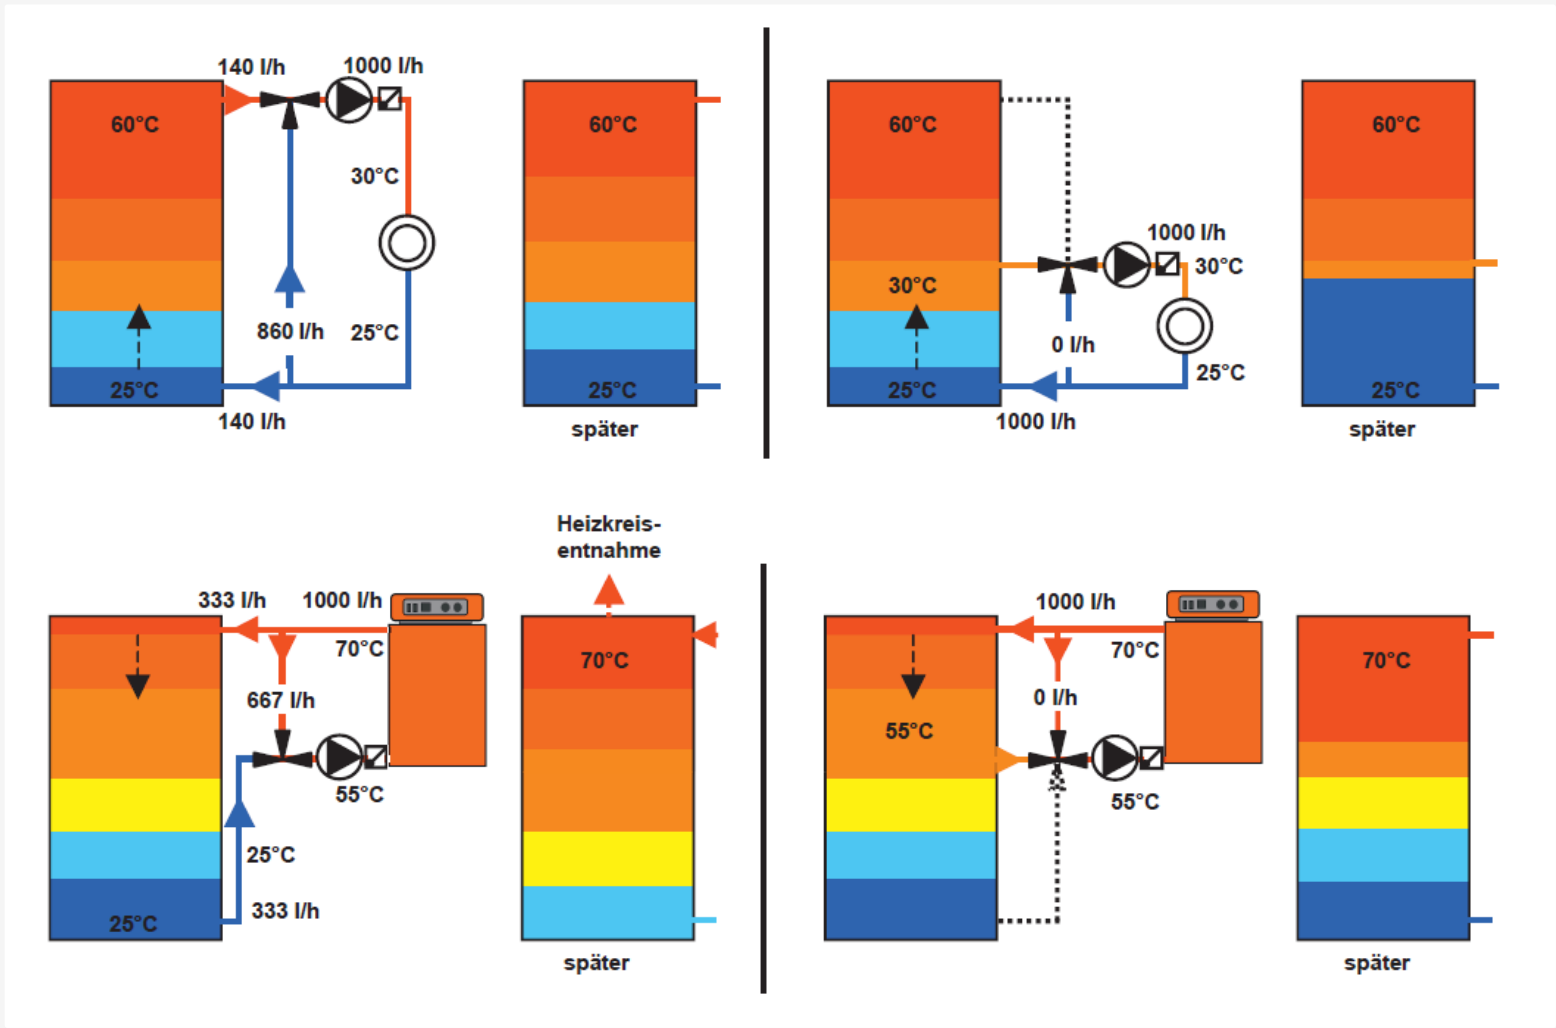 140 l/h
1000 l/h
60°C
30°C
860 l/h
25°C
25°C
140 l/h
60°C
25°C
später
60°C
1000 l/h
30°C
30°C
0 l/h
25°C
25°C
1000 l/h
60°C
25°C
später
333 l/h
1000 l/h
70°C
667 l/h
55°C
25°C
333 l/h
25°C
Heizkreis-
entnahme
70°C
später
1000 l/h
70°C
0 l/h
55°C
55°C
70°C
später